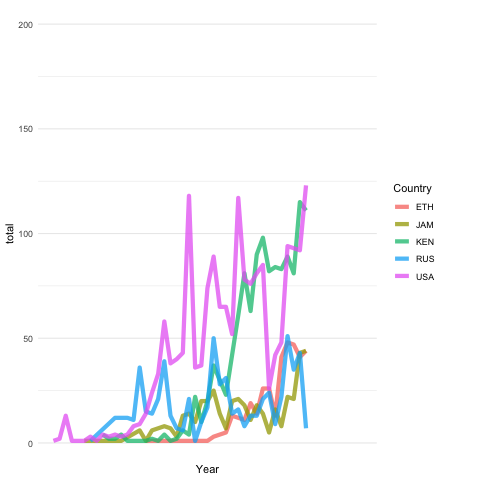 200
150
100
50
0
total
Year
Country
ETH
JAM
KEN
RUS
USA